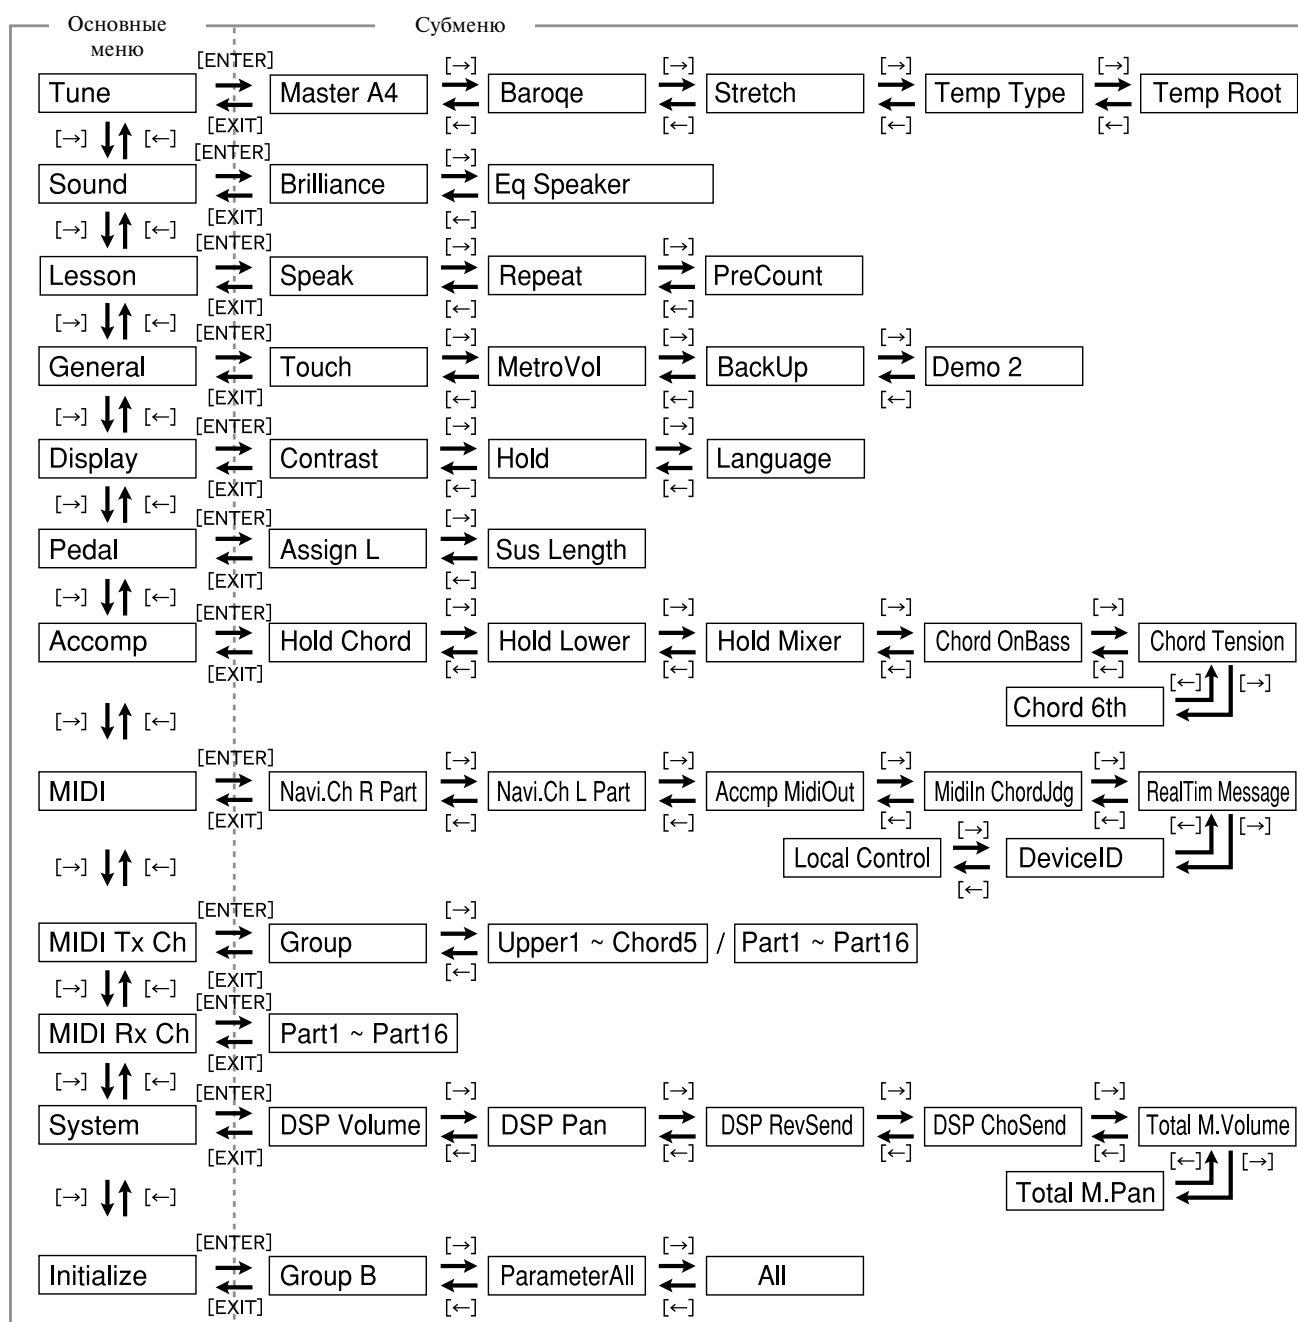 Основные меню
Субменю
[ENTER] [→] [→] [→] [→]
Tune Master A4 Baroqe Stretch Temp Type Temp Root
[EXIT] [←] [←] [←] [←]
[→] [←]
[ENTER] [→]
Sound Brilliance Eq Speaker
[EXIT] [←]
[→] [←]
[ENTER] [→] [→]
Lesson Speak Repeat PreCount
[EXIT] [←] [←]
[→] [←]
[ENTER] [→] [→] [→]
General Touch MetroVol BackUp Demo 2
[EXIT] [←] [←] [←]
[→] [←]
[ENTER] [→] [→]
Display Contrast Hold Language
[EXIT] [←] [←]
[→] [←]
[ENTER] [→]
Pedal Assign L Sus Length
[EXIT] [←]
[→] [←]
[ENTER] [→] [→] [→] [→]
Accomp Hold Chord Hold Lower Hold Mixer Chord OnBass Chord Tension
[EXIT] [←] [←] [←] [←]
[←] [→]
Chord 6th
[→] [←]
[ENTER] [→] [→] [→] [→]
MIDI Navi.Ch R Part Navi.Ch L Part Accmp MidiOut MidiIn ChordJdg RealTim Message
[EXIT] [←] [←] [←] [←]
[→] [←] [→]
Local Control DeviceID
[←]
[→] [←]
[ENTER] [→]
MIDI Tx Ch Group Upper1 ~ Chord5 / Part1 ~ Part16
[EXIT] [←]
[→] [←]
[ENTER]
MIDI Rx Ch Part1 ~ Part16
[EXIT]
[→] [←]
[ENTER] [→] [→] [→] [→]
System DSP Volume DSP Pan DSP RevSend DSP ChoSend Total M.Volume
[EXIT] [←] [←] [←] [←]
[←] [→]
Total M.Pan
[→] [←]
[ENTER] [→] [→]
Initialize Group B ParameterAll All
[EXIT] [←] [←]